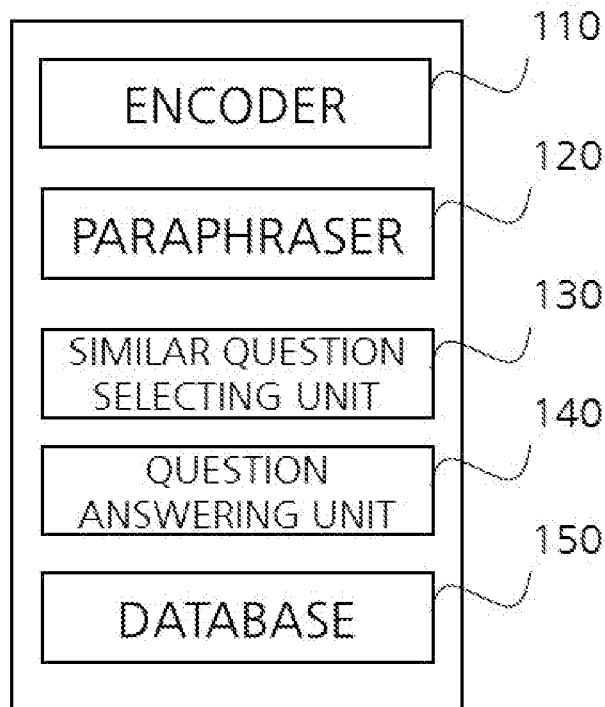 110
ENCODER
120
PARAPHRASER
130
SIMILAR QUESTION
SELECTING UNIT
140
QUESTION
ANSWERING UNIT
150
DATABASE